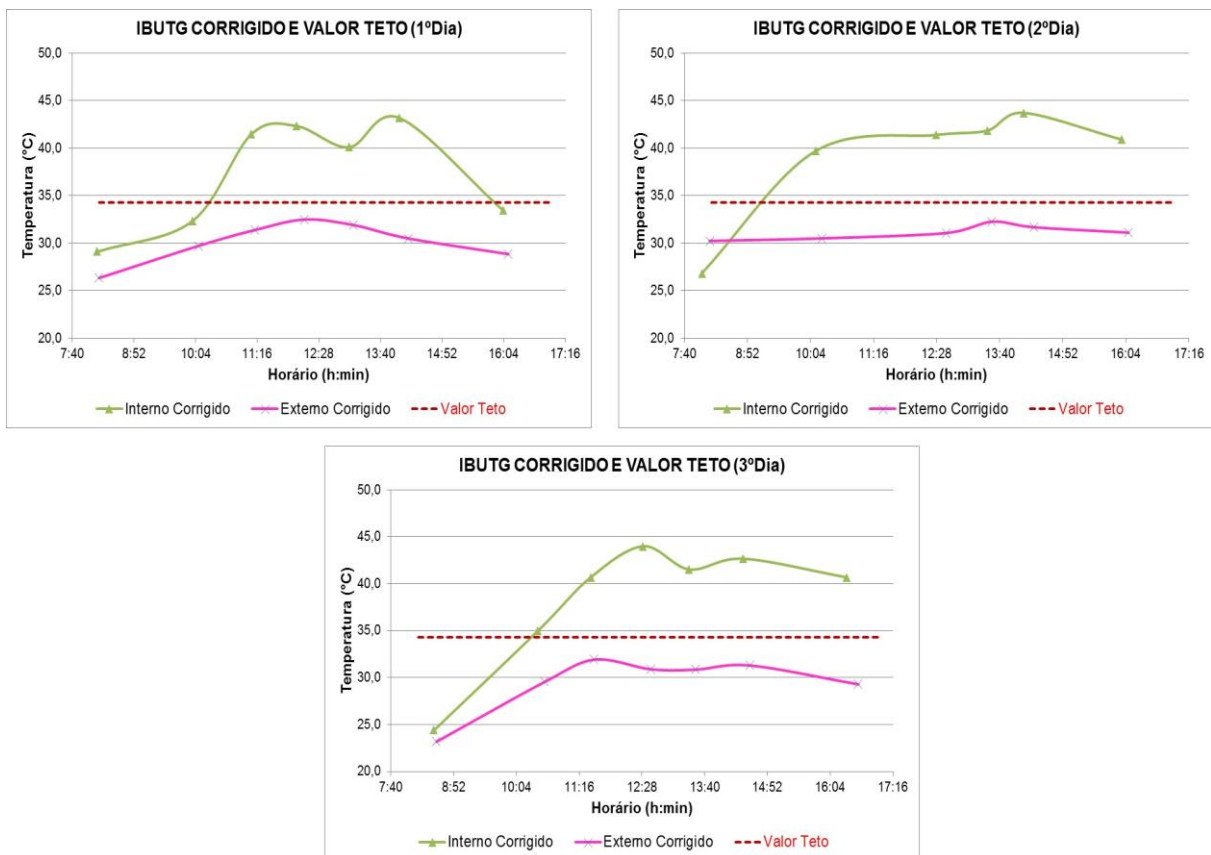 IBUTG CORRIGIDO E VALOR TETO (1ºDia)
50,0
45,0
40,0
35,0
30,0
25,0
20,0
Temperatura (°C)
7:40 8:52 10:04 11:16 12:28 13:40 14:52 16:04 17:16
Horário (h:min)
Interno Corrigido Externo Corrigido Valor Teto
IBUTG CORRIGIDO E VALOR TETO (2ºDia)
50,0
45,0
40,0
35,0
30,0
25,0
20,0
Temperatura (°C)
7:40 8:52 10:04 11:16 12:28 13:40 14:52 16:04 17:16
Horário (h:min)
Interno Corrigido Externo Corrigido Valor Teto
IBUTG CORRIGIDO E VALOR TETO (3ºDia)
50,0
45,0
40,0
35,0
30,0
25,0
20,0
Temperatura (°C)
7:40 8:52 10:04 11:16 12:28 13:40 14:52 16:04 17:16
Horário (h:min)
Interno Corrigido Externo Corrigido Valor Teto